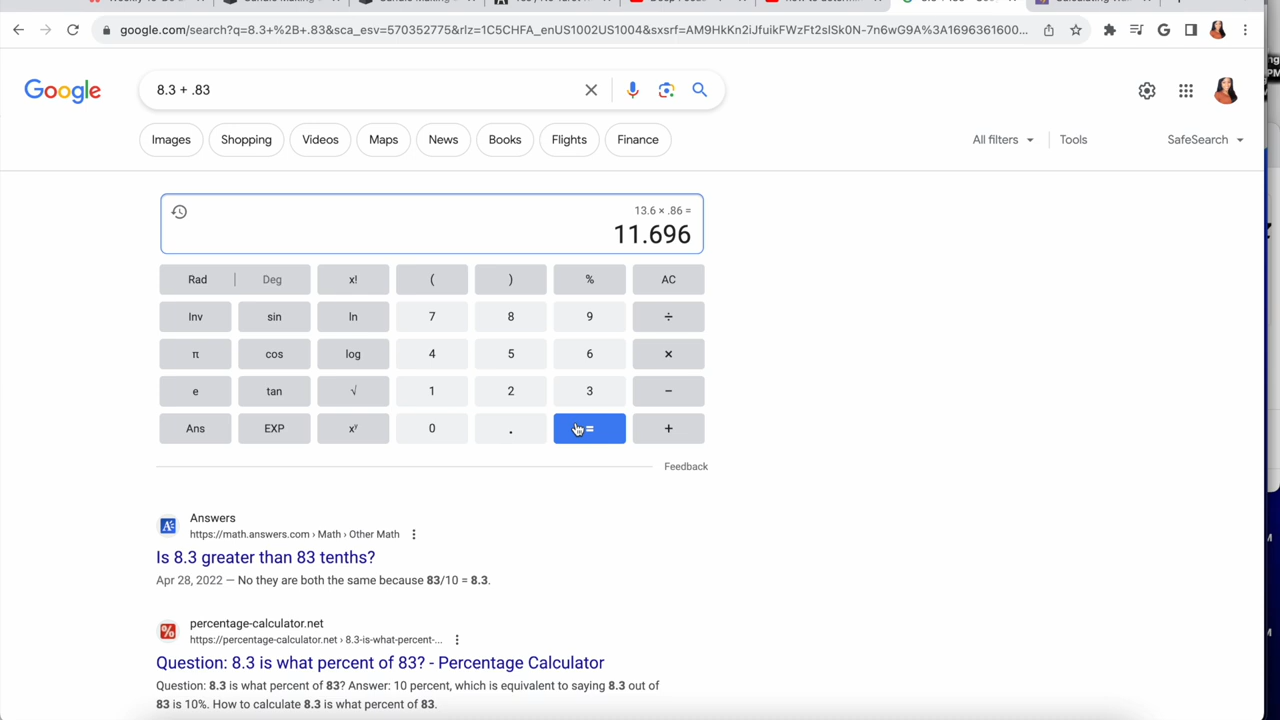 google.com/search?q=8.3+%2B+.83&sca_esv=570352775&rlz=1C5CHFA_enUS1002US1004&sxsrf=AM9HkKn2iJfuikFWzFt2slSk0N-7n6wG9A%3A1696361600...
Google
8.3 + .83
Images Shopping Videos Maps News Books Flights Finance All filters Tools SafeSearch
13.6 × .86 =
11.696
Rad Deg x! ( ) % AC
Inv sin ln 7 8 9 ÷
π cos log 4 5 6 ×
e tan √ 1 2 3 −
Ans EXP xʸ 0 . = +
Feedback
Answers
https://math.answers.com › Math › Other Math
Is 8.3 greater than 83 tenths?
Apr 28, 2022 — No they are both the same because 83/10 = 8.3.
percentage-calculator.net
https://percentage-calculator.net › 8.3-is-what-percent-...
Question: 8.3 is what percent of 83? - Percentage Calculator
Question: 8.3 is what percent of 83? Answer: 10 percent, which is equivalent to saying 8.3 out of
83 is 10%. How to calculate 8.3 is what percent of 83.